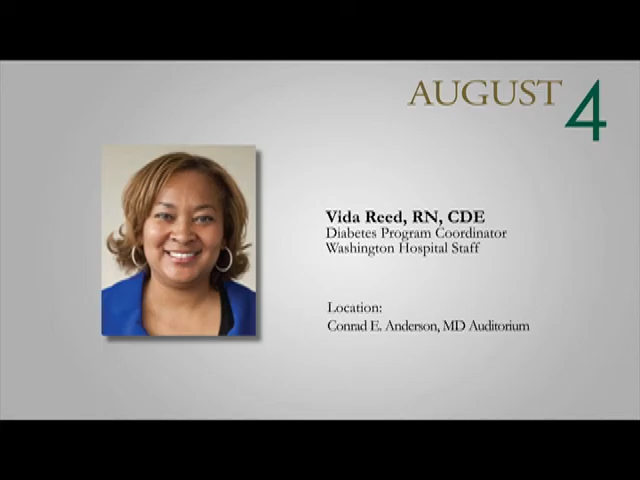 AUGUST 4
Vida Reed, RN, CDE
Diabetes Program Coordinator
Washington Hospital Staff
Location:
Conrad E. Anderson, MD Auditorium